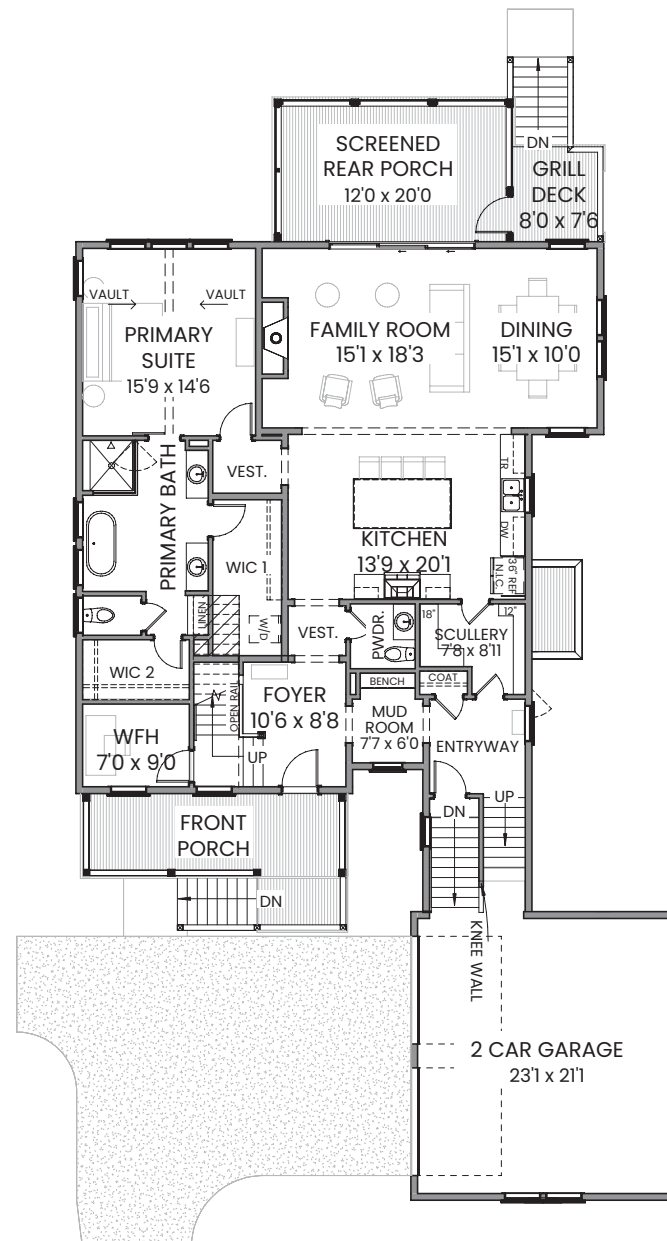 DN
SCREENED
REAR PORCH
12'0 x 20'0
GRILL
DECK
8'0 x 7'6
VAULT
VAULT
PRIMARY
SUITE
15'9 x 14'6
FAMILY ROOM
15'1 x 18'3
DINING
15'1 x 10'0
VEST.
TR
PRIMARY BATH
KITCHEN
13'9 x 20'1
DW
36" REF
N.I.C.
WIC 1
LINEN
W/D
VEST.
PWDR.
18"
12"
SCULLERY
7'8 x 8'11
WIC 2
OPEN RAIL
FOYER
10'6 x 8'8
BENCH
COAT
MUD
ROOM
7'7 x 6'0
ENTRYWAY
WFH
7'0 x 9'0
UP
DN
UP
FRONT
PORCH
DN
KNEE WALL
2 CAR GARAGE
23'1 x 21'1